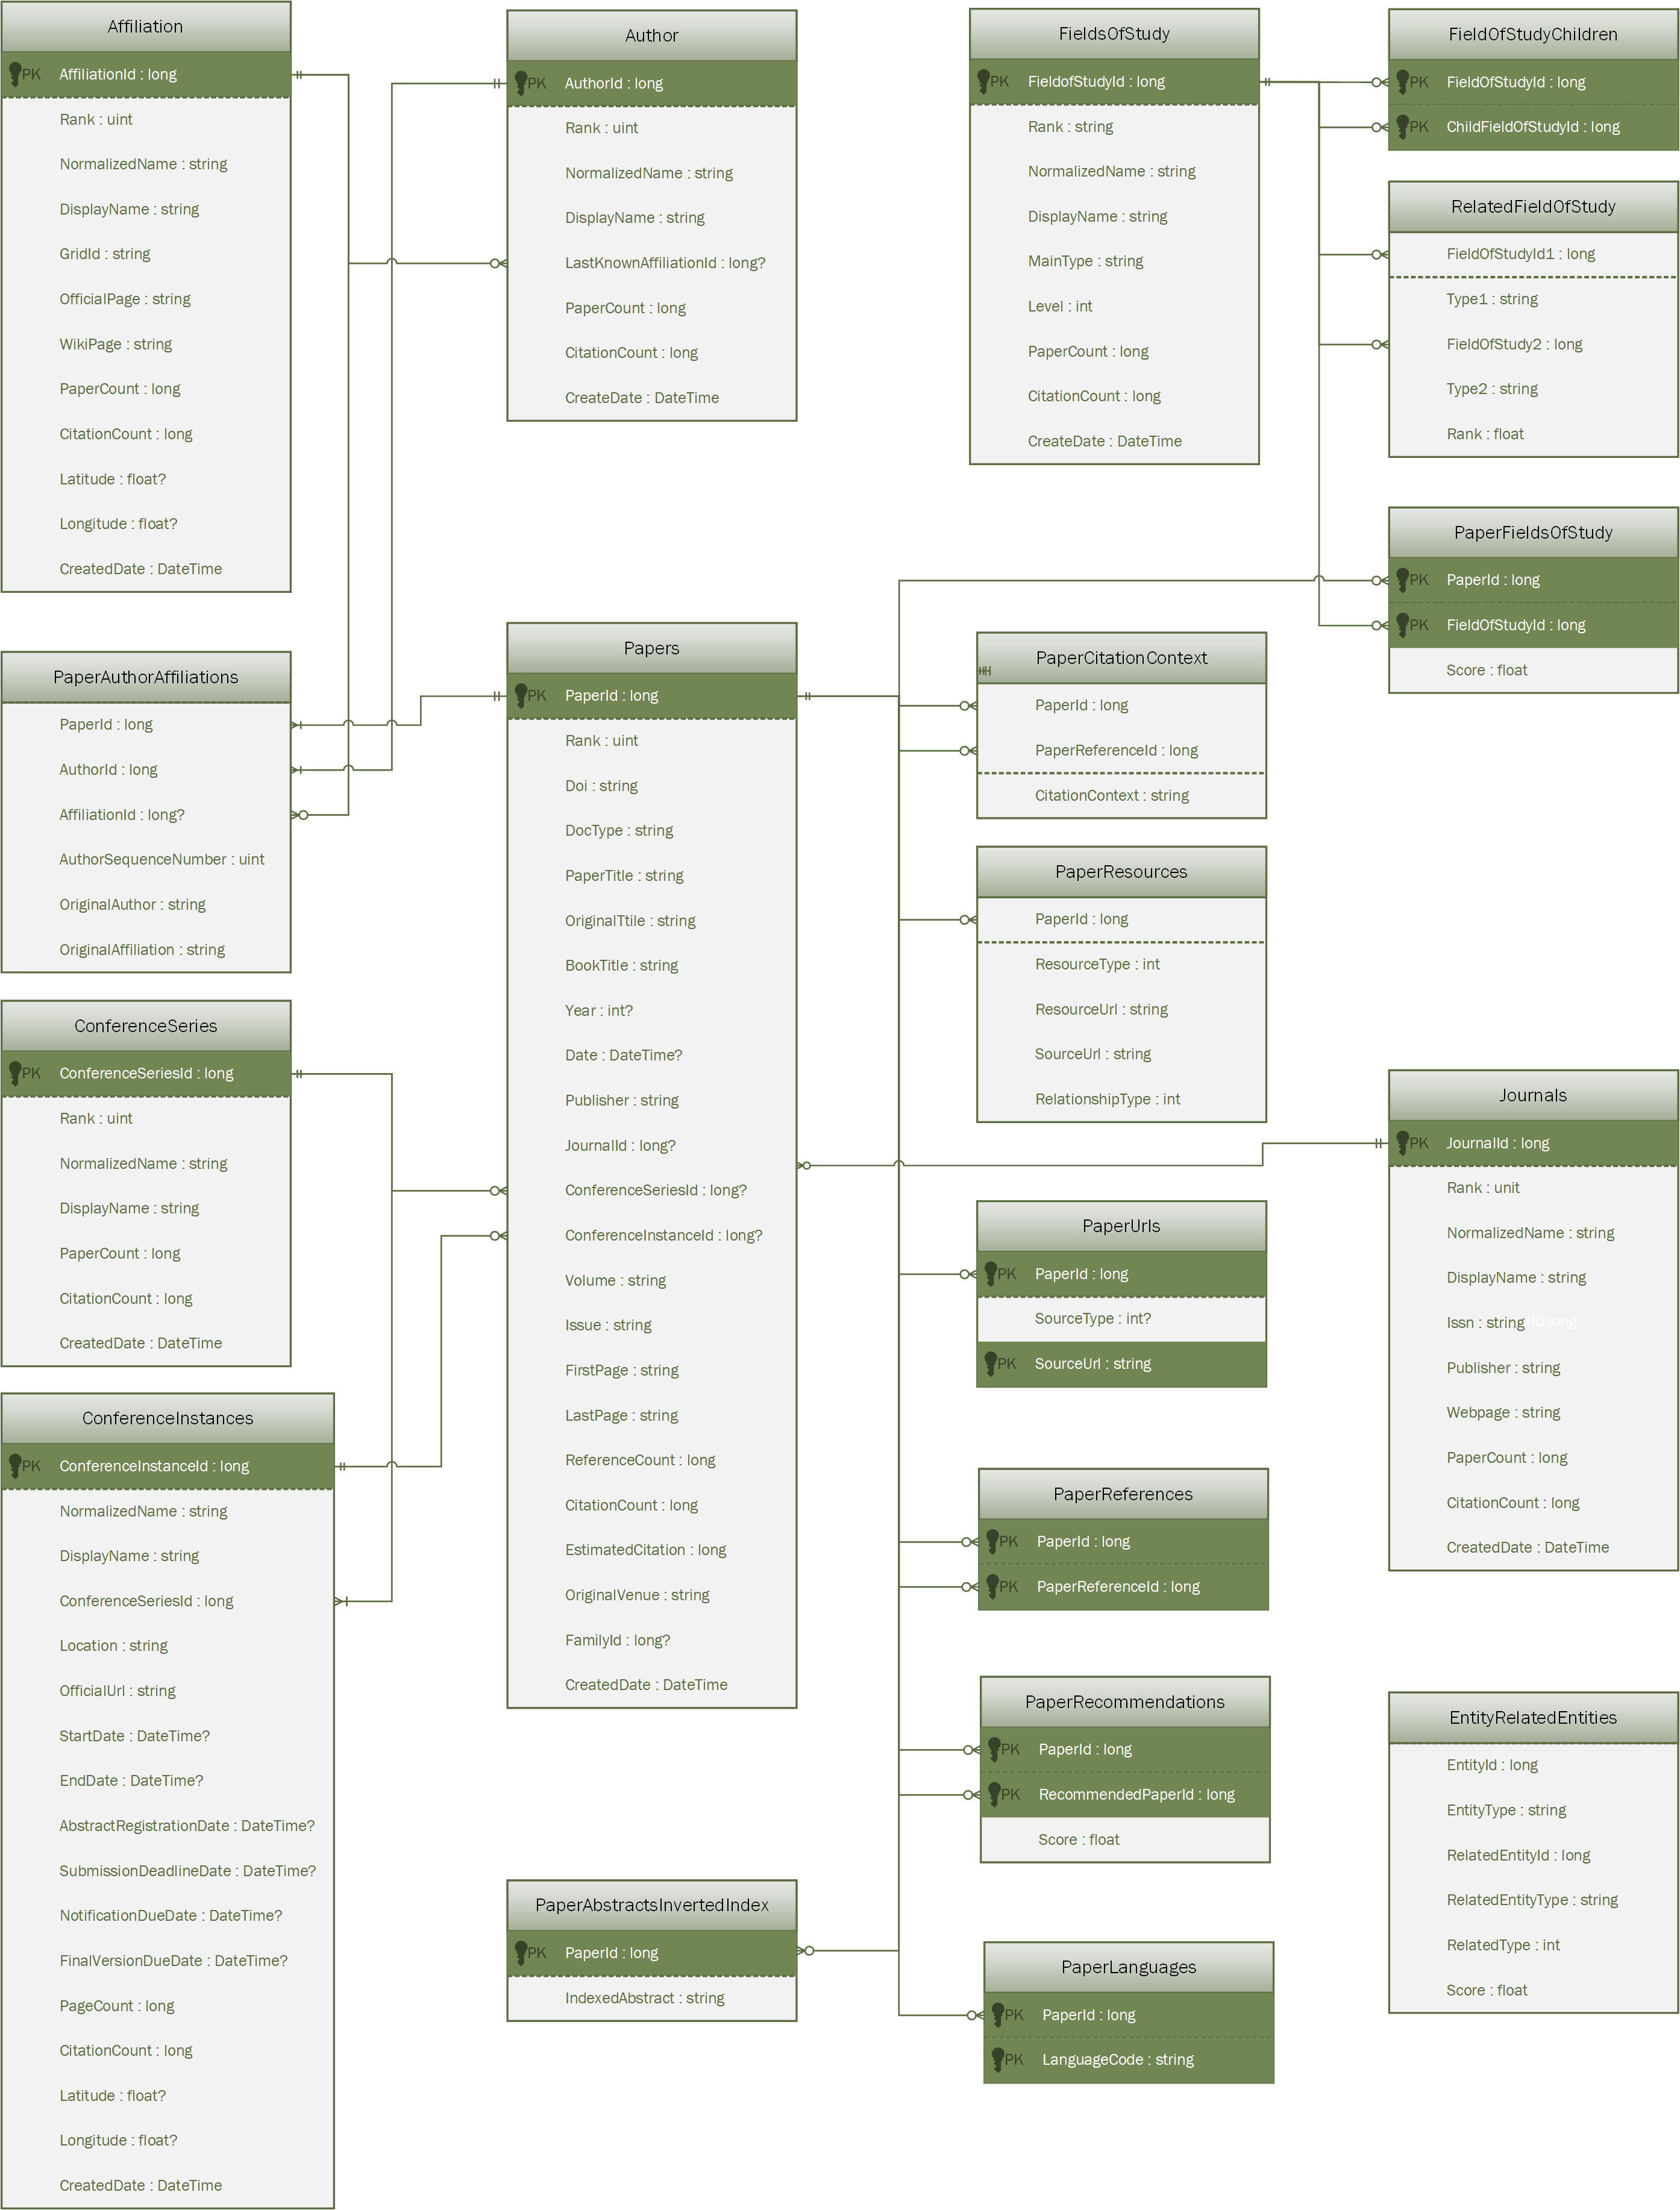 Affiliation
PK AffiliationId : long
Rank : uint
NormalizedName : string
DisplayName : string
GridId : string
OfficialPage : string
WikiPage : string
PaperCount : long
CitationCount : long
Latitude : float?
Longitude : float?
CreatedDate : DateTime
Author
PK AuthorId : long
Rank : uint
NormalizedName : string
DisplayName : string
LastKnownAffiliationId : long?
PaperCount : long
CitationCount : long
CreateDate : DateTime
FieldsOfStudy
PK FieldofStudyId : long
Rank : string
NormalizedName : string
DisplayName : string
MainType : string
Level : int
PaperCount : long
CitationCount : long
CreateDate : DateTime
FieldOfStudyChildren
PK FieldOfStudyId : long
PK ChildFieldOfStudyId : long
RelatedFieldOfStudy
FieldOfStudyId1 : long
Type1 : string
FieldOfStudy2 : long
Type2 : string
Rank : float
PaperFieldsOfStudy
PK PaperId : long
PK FieldOfStudyId : long
Score : float
PaperAuthorAffiliations
PaperId : long
AuthorId : long
AffiliationId : long?
AuthorSequenceNumber : uint
OriginalAuthor : string
OriginalAffiliation : string
Papers
PK PaperId : long
Rank : uint
Doi : string
DocType : string
PaperTitle : string
OriginalTtile : string
BookTitle : string
Year : int?
Date : DateTime?
Publisher : string
JournalId : long?
ConferenceSeriesId : long?
ConferenceInstanceId : long?
Volume : string
Issue : string
FirstPage : string
LastPage : string
ReferenceCount : long
CitationCount : long
EstimatedCitation : long
OriginalVenue : string
FamilyId : long?
CreatedDate : DateTime
PaperCitationContext
PaperId : long
PaperReferenceId : long
CitationContext : string
PaperResources
PaperId : long
ResourceType : int
ResourceUrl : string
SourceUrl : string
RelationshipType : int
ConferenceSeries
PK ConferenceSeriesId : long
Rank : uint
NormalizedName : string
DisplayName : string
PaperCount : long
CitationCount : long
CreatedDate : DateTime
Journals
PK JournalId : long
Rank : unit
NormalizedName : string
DisplayName : string
Issn : string
Publisher : string
Webpage : string
PaperCount : long
CitationCount : long
CreatedDate : DateTime
PaperUrls
PK PaperId : long
SourceType : int?
PK SourceUrl : string
ConferenceInstances
PK ConferenceInstanceId : long
NormalizedName : string
DisplayName : string
ConferenceSeriesId : long
Location : string
OfficialUrl : string
StartDate : DateTime?
EndDate : DateTime?
AbstractRegistrationDate : DateTime?
SubmissionDeadlineDate : DateTime?
NotificationDueDate : DateTime?
FinalVersionDueDate : DateTime?
PageCount : long
CitationCount : long
Latitude : float?
Longitude : float?
CreatedDate : DateTime
PaperReferences
PK PaperId : long
PK PaperReferenceId : long
PaperRecommendations
PK PaperId : long
PK RecommendedPaperId : long
Score : float
EntityRelatedEntities
EntityId : long
EntityType : string
RelatedEntityId : long
RelatedEntityType : string
RelatedType : int
Score : float
PaperAbstractsInvertedIndex
PK PaperId : long
IndexedAbstract : string
PaperLanguages
PK PaperId : long
PK LanguageCode : string